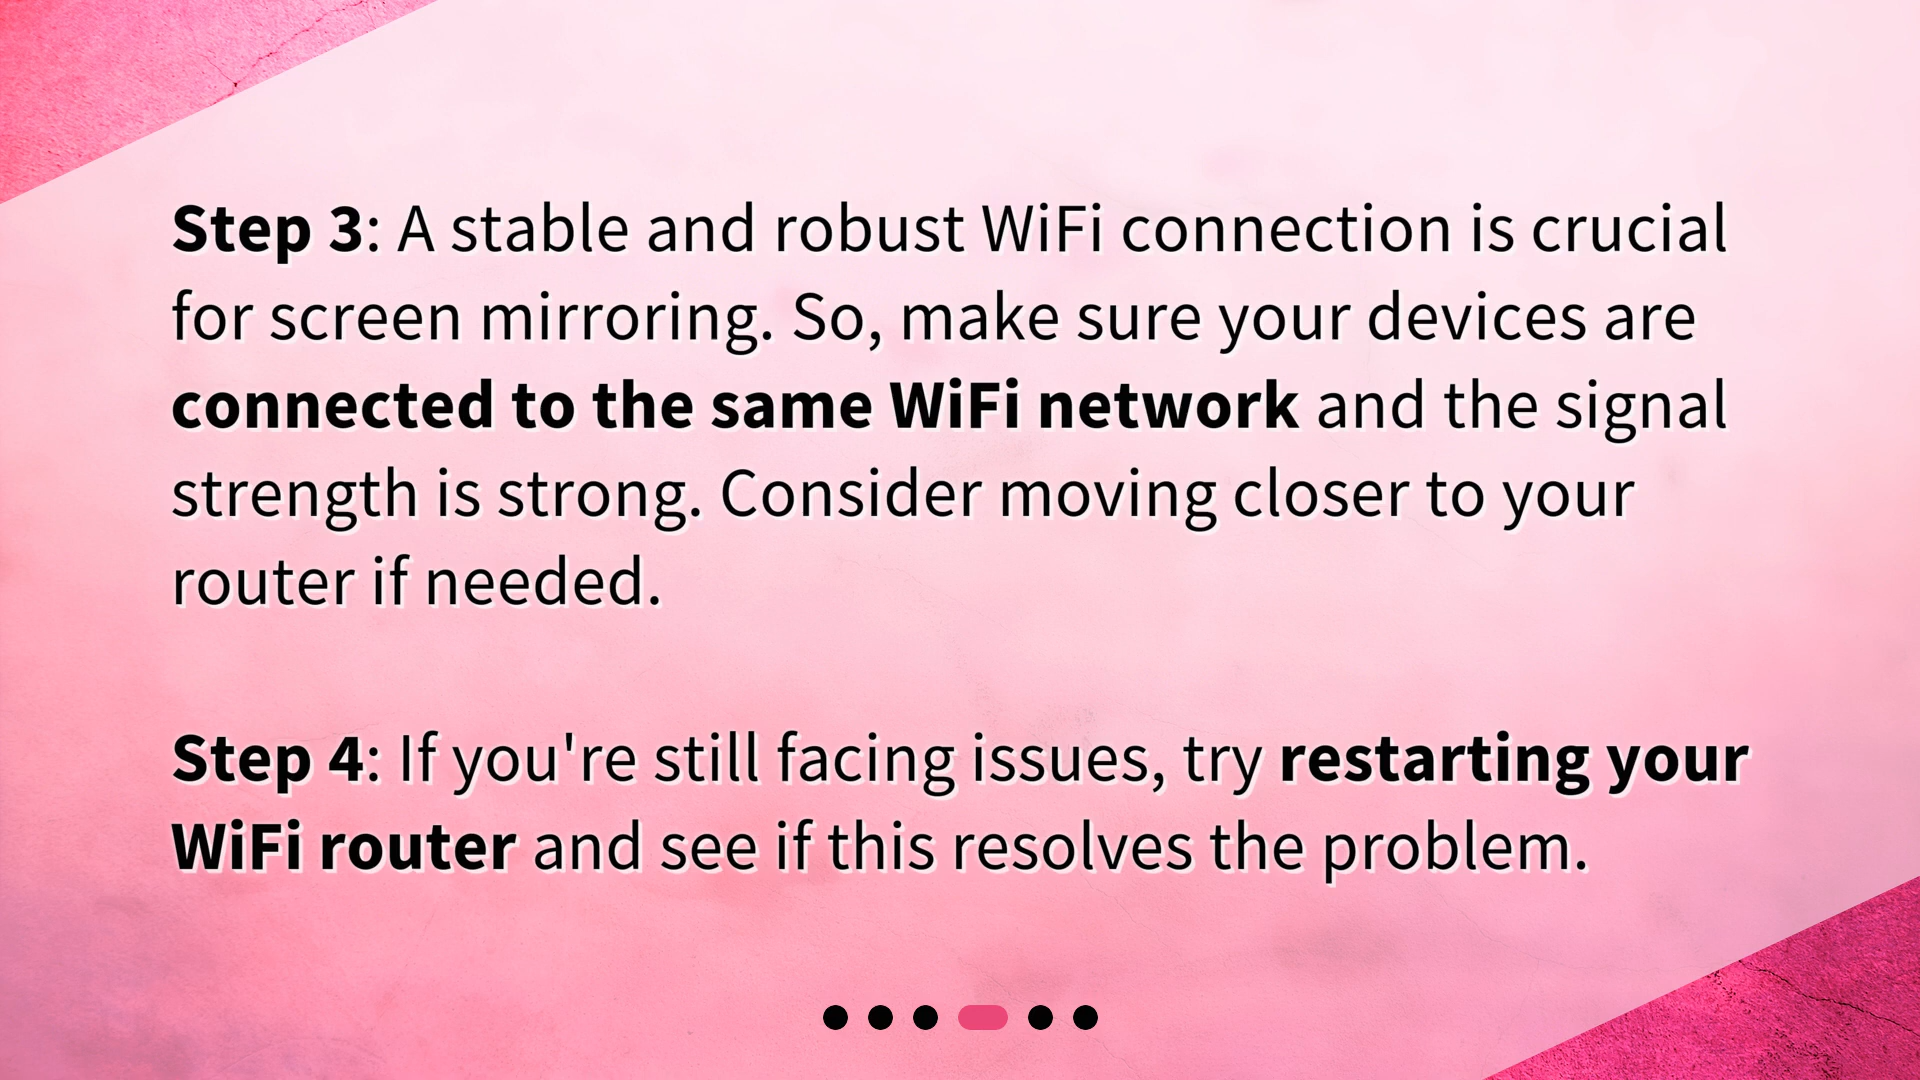 Step 3: A stable and robust WiFi connection is crucial
for screen mirroring. So, make sure your devices are
connected to the same WiFi network and the signal
strength is strong. Consider moving closer to your
router if needed.
Step 4: If you're still facing issues, try restarting your
WiFi router and see if this resolves the problem.